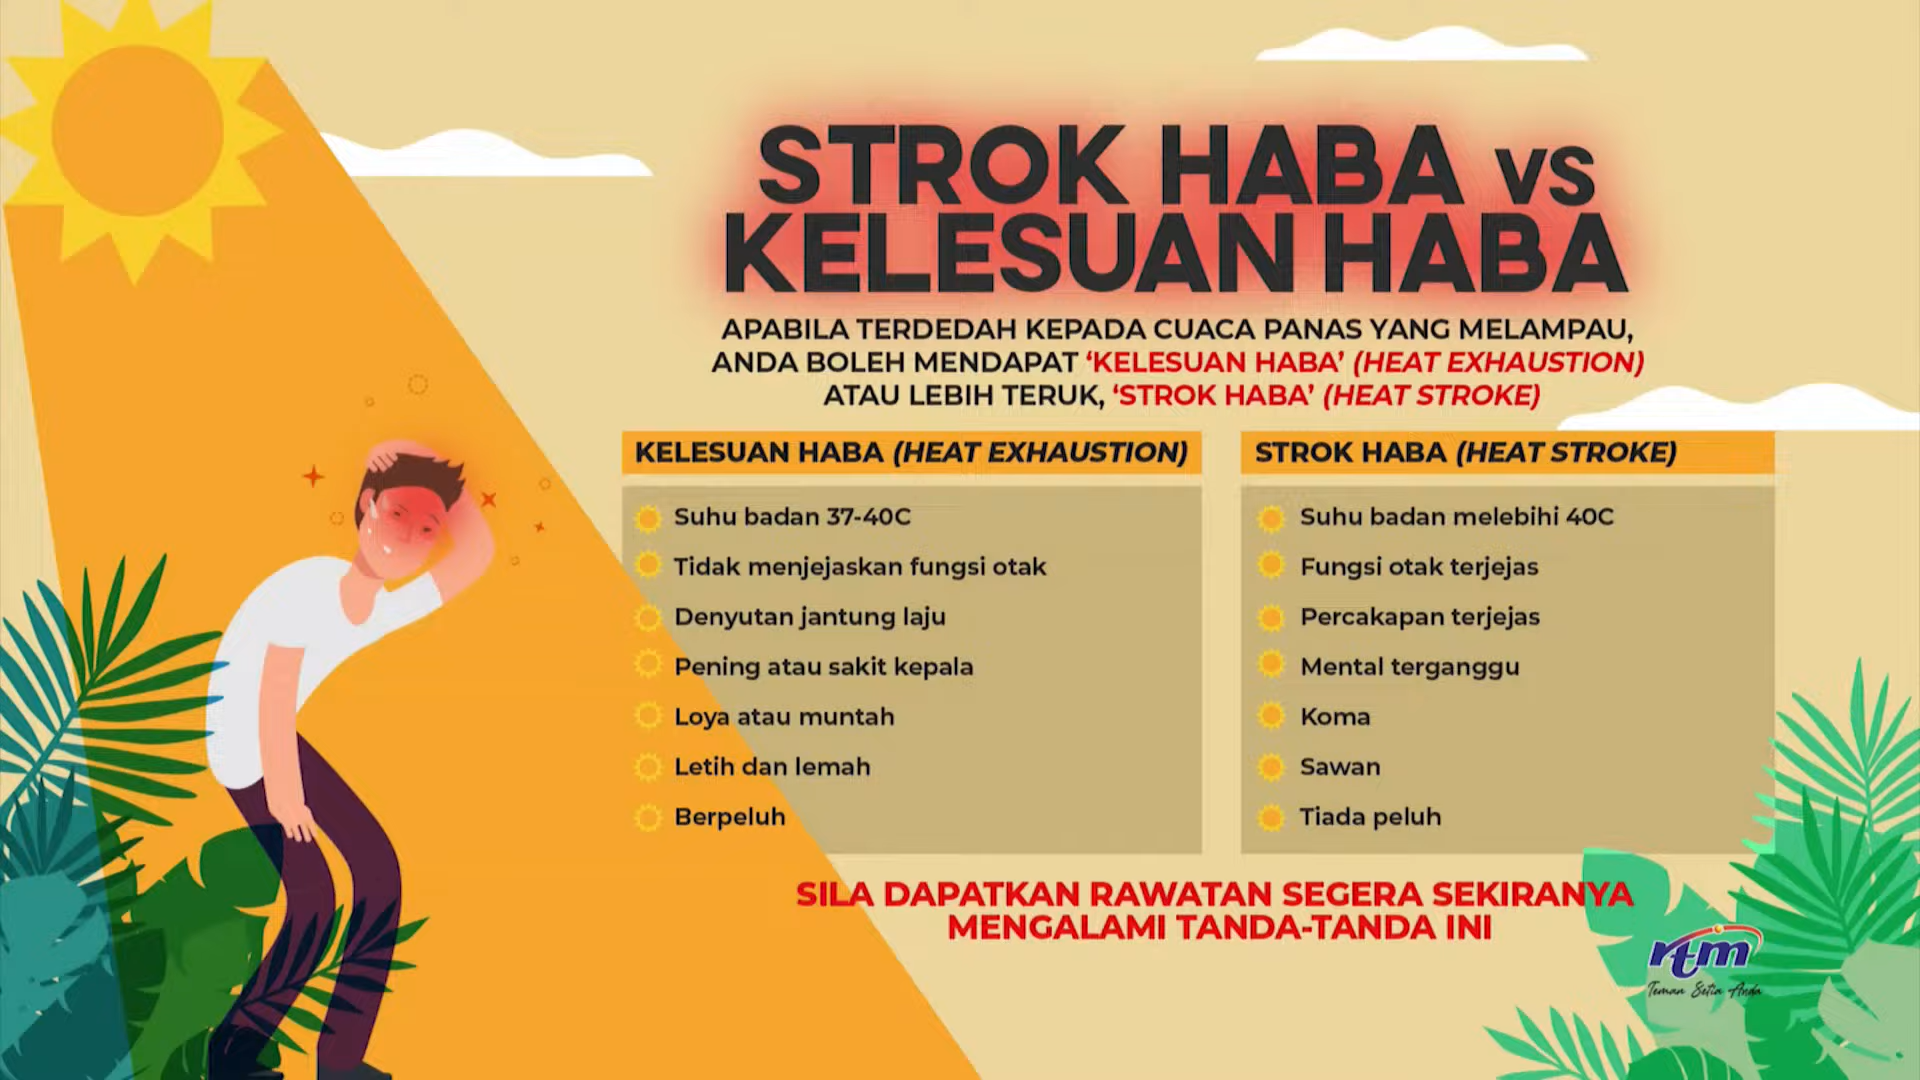 STROK HABA VS
KELESUAN HABA
APABILA TERDEDAH KEPADA CUACA PANAS YANG MELAMPAU,
ANDA BOLEH MENDAPAT ‘KELESUAN HABA’ (HEAT EXHAUSTION)
ATAU LEBIH TERUK, ‘STROK HABA’ (HEAT STROKE)
KELESUAN HABA (HEAT EXHAUSTION)
Suhu badan 37-40C
Tidak menjejaskan fungsi otak
Denyutan jantung laju
Pening atau sakit kepala
Loya atau muntah
Letih dan lemah
Berpeluh
STROK HABA (HEAT STROKE)
Suhu badan melebihi 40C
Fungsi otak terjejas
Percakapan terjejas
Mental terganggu
Koma
Sawan
Tiada peluh
SILA DAPATKAN RAWATAN SEGERA SEKIRANYA
MENGALAMI TANDA-TANDA INI
rtm
Teman Setia Anda